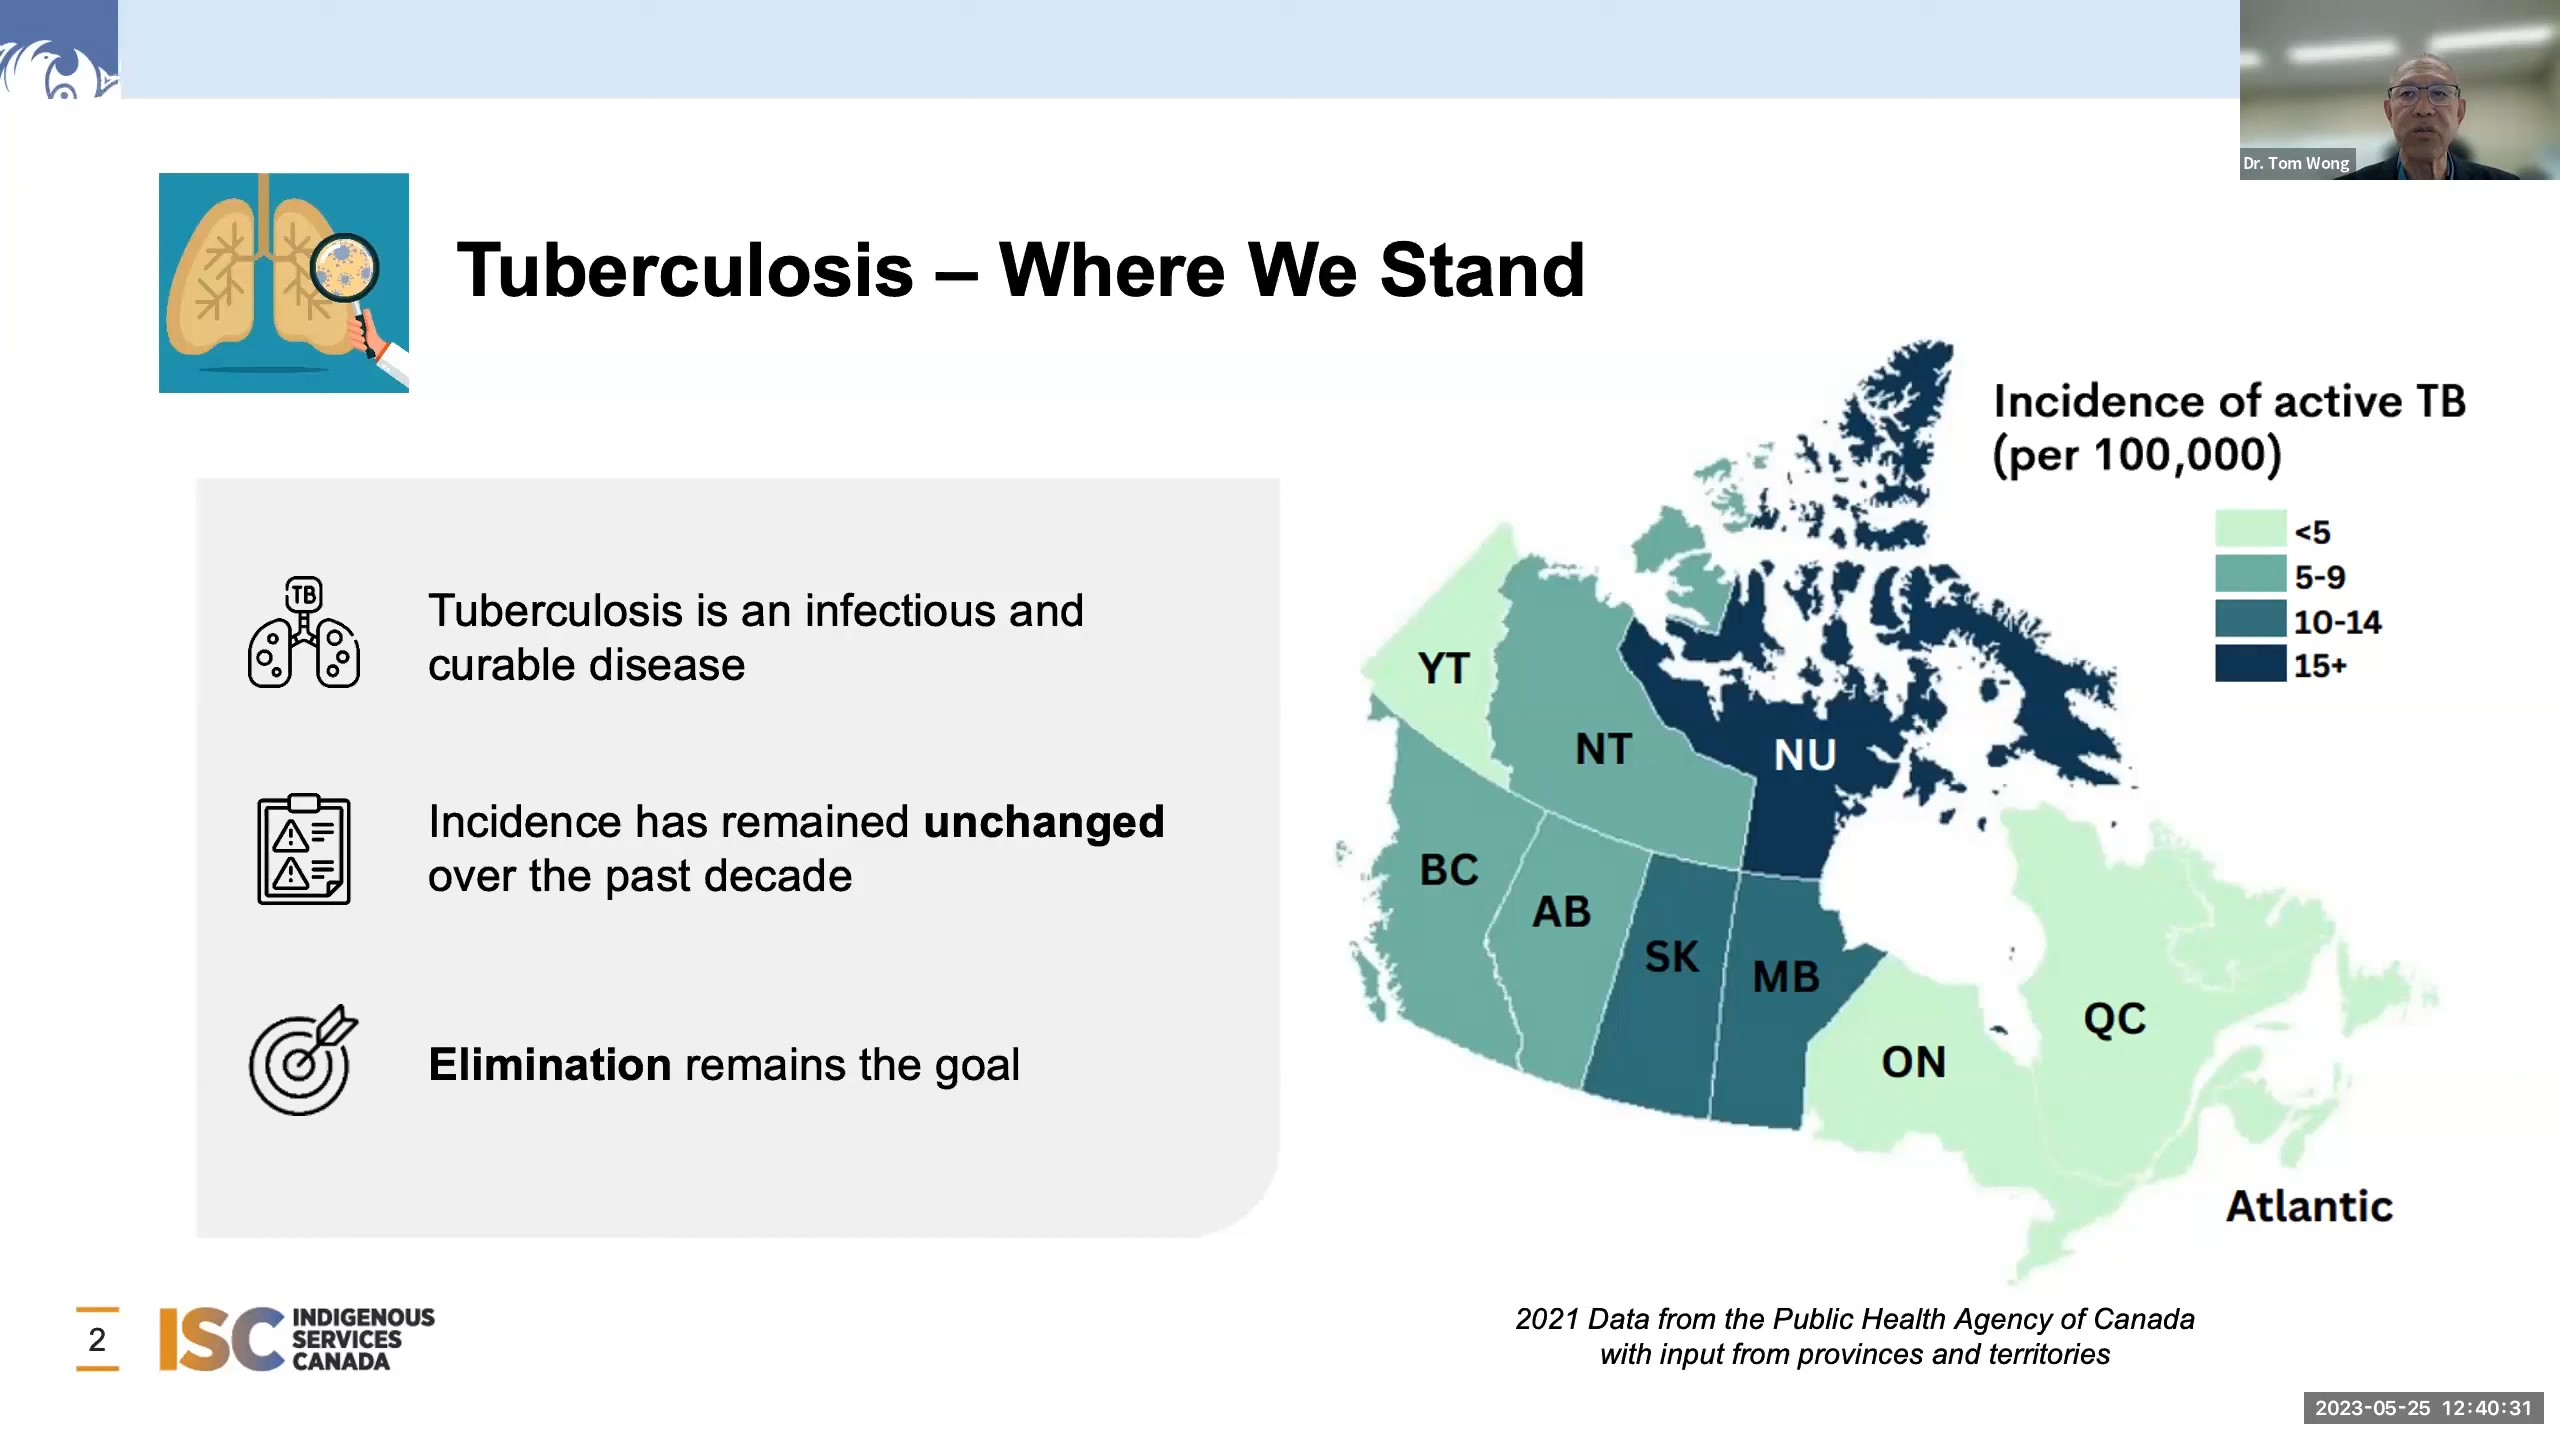 Dr. Tom Wong
Tuberculosis – Where We Stand
TB
Tuberculosis is an infectious and
curable disease
Incidence has remained unchanged
over the past decade
Elimination remains the goal
Incidence of active TB
(per 100,000)
<5
5-9
10-14
15+
YT
NT
NU
BC
AB
SK
MB
ON
QC
Atlantic
2021 Data from the Public Health Agency of Canada
with input from provinces and territories
2
ISC
INDIGENOUS
SERVICES
CANADA
2023-05-25 12:40:31